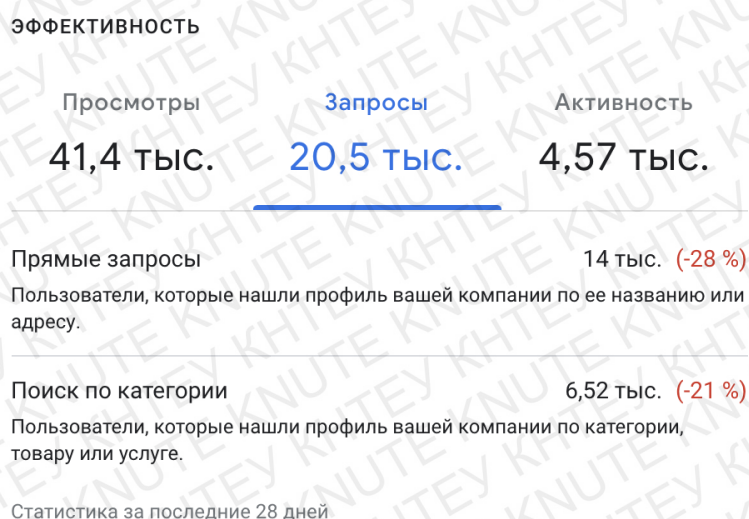 ЭФФЕКТИВНОСТЬ
Просмотры Запросы Активность
41,4 тыс. 20,5 тыс. 4,57 тыс.
Прямые запросы 14 тыс. (-28 %)
Пользователи, которые нашли профиль вашей компании по ее названию или
адресу.
Поиск по категории 6,52 тыс. (-21 %)
Пользователи, которые нашли профиль вашей компании по категории,
товару или услуге.
Статистика за последние 28 дней
КНТЕУ KNUTE